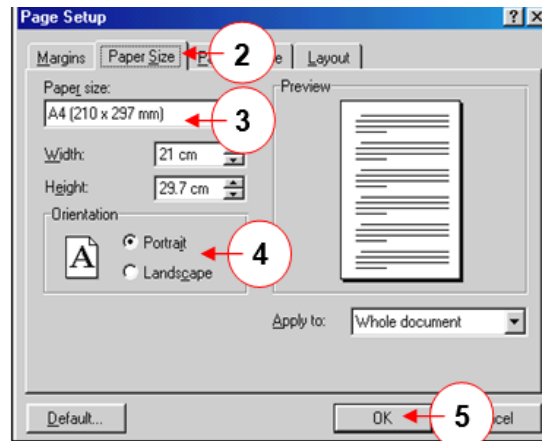 Page Setup
Margins Paper Size 2 e Layout
Paper size: Preview
A4 (210 x 297 mm) 3
Width: 21 cm
Height: 29.7 cm
Orientation
A Portrait 4
Landscape
Apply to: Whole document
Default... OK 5 cel